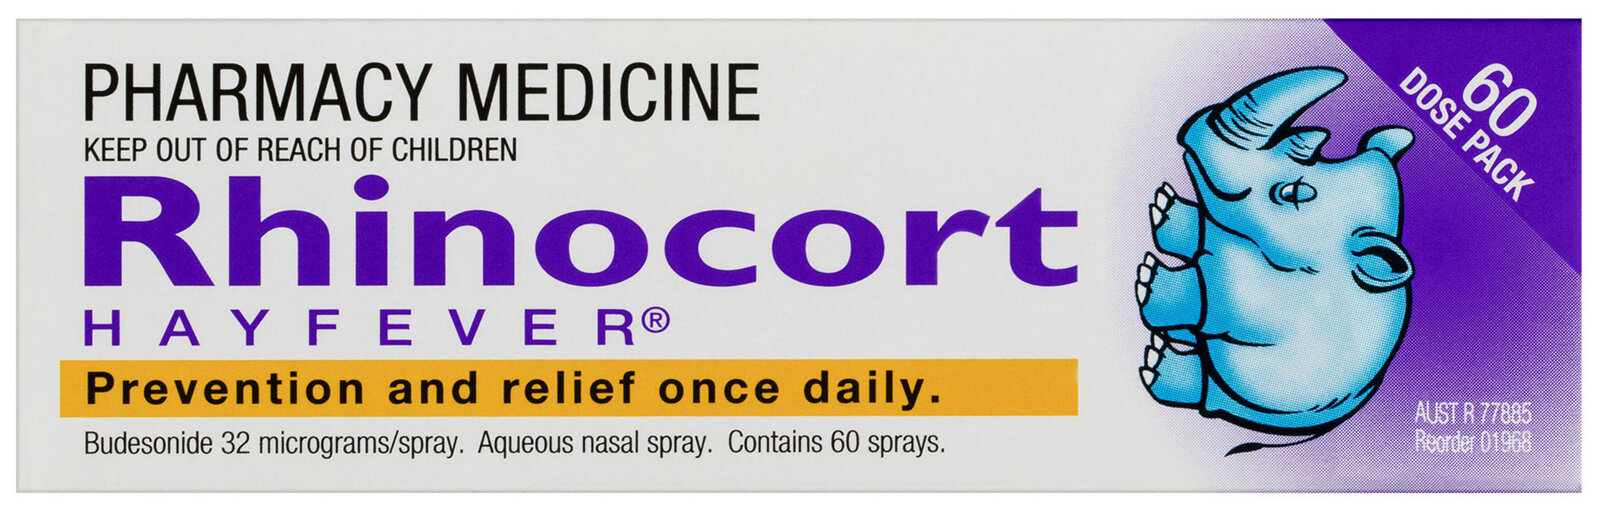 PHARMACY MEDICINE
KEEP OUT OF REACH OF CHILDREN
Rhinocort
HAYFEVER®
Prevention and relief once daily.
Budesonide 32 micrograms/spray. Aqueous nasal spray. Contains 60 sprays.
60
DOSE PACK
AUST R 77885
Reorder 01968